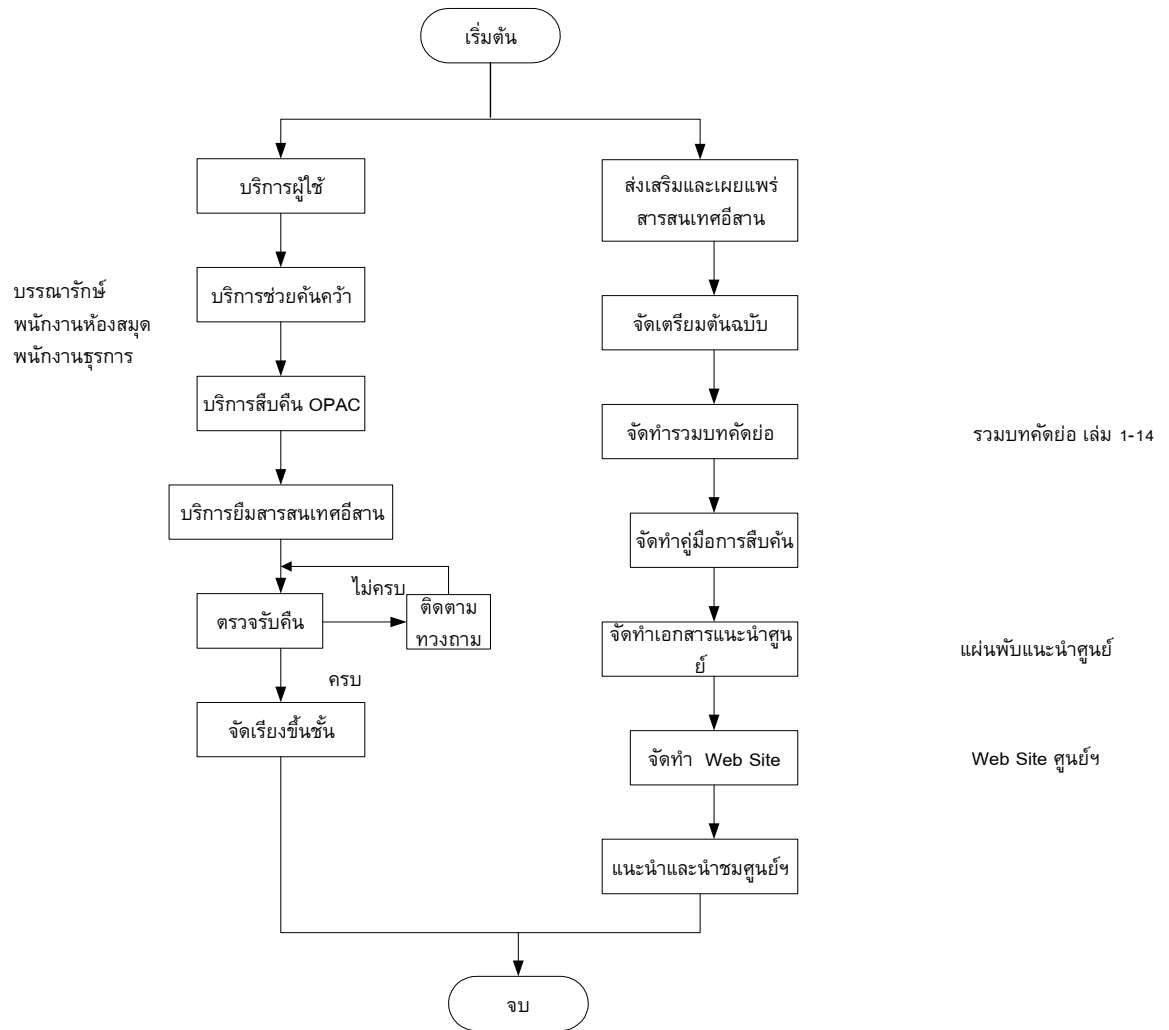 เริ่มต้น
บริการผู้ใช้
ส่งเสริมและเผยแพร่
สารสนเทศอีสาน
บรรณารักษ์
พนักงานห้องสมุด
พนักงานธุรการ
บริการช่วยค้นคว้า
จัดเตรียมต้นฉบับ
บริการสืบคืน OPAC
จัดทำรวมบทคัดย่อ
รวมบทคัดย่อ เล่ม 1-14
บริการยืมสารสนเทศอีสาน
จัดทำคู่มือการสืบค้น
ไม่ครบ
ตรวจรับคืน
ติดตาม
ทวงถาม
จัดทำเอกสารแนะนำศูน
ย์
แผ่นพับแนะนำศูนย์
ครบ
จัดเรียงขึ้นชั้น
จัดทำ Web Site
Web Site ศูนย์ฯ
แนะนำและนำชมศูนย์ฯ
จบ